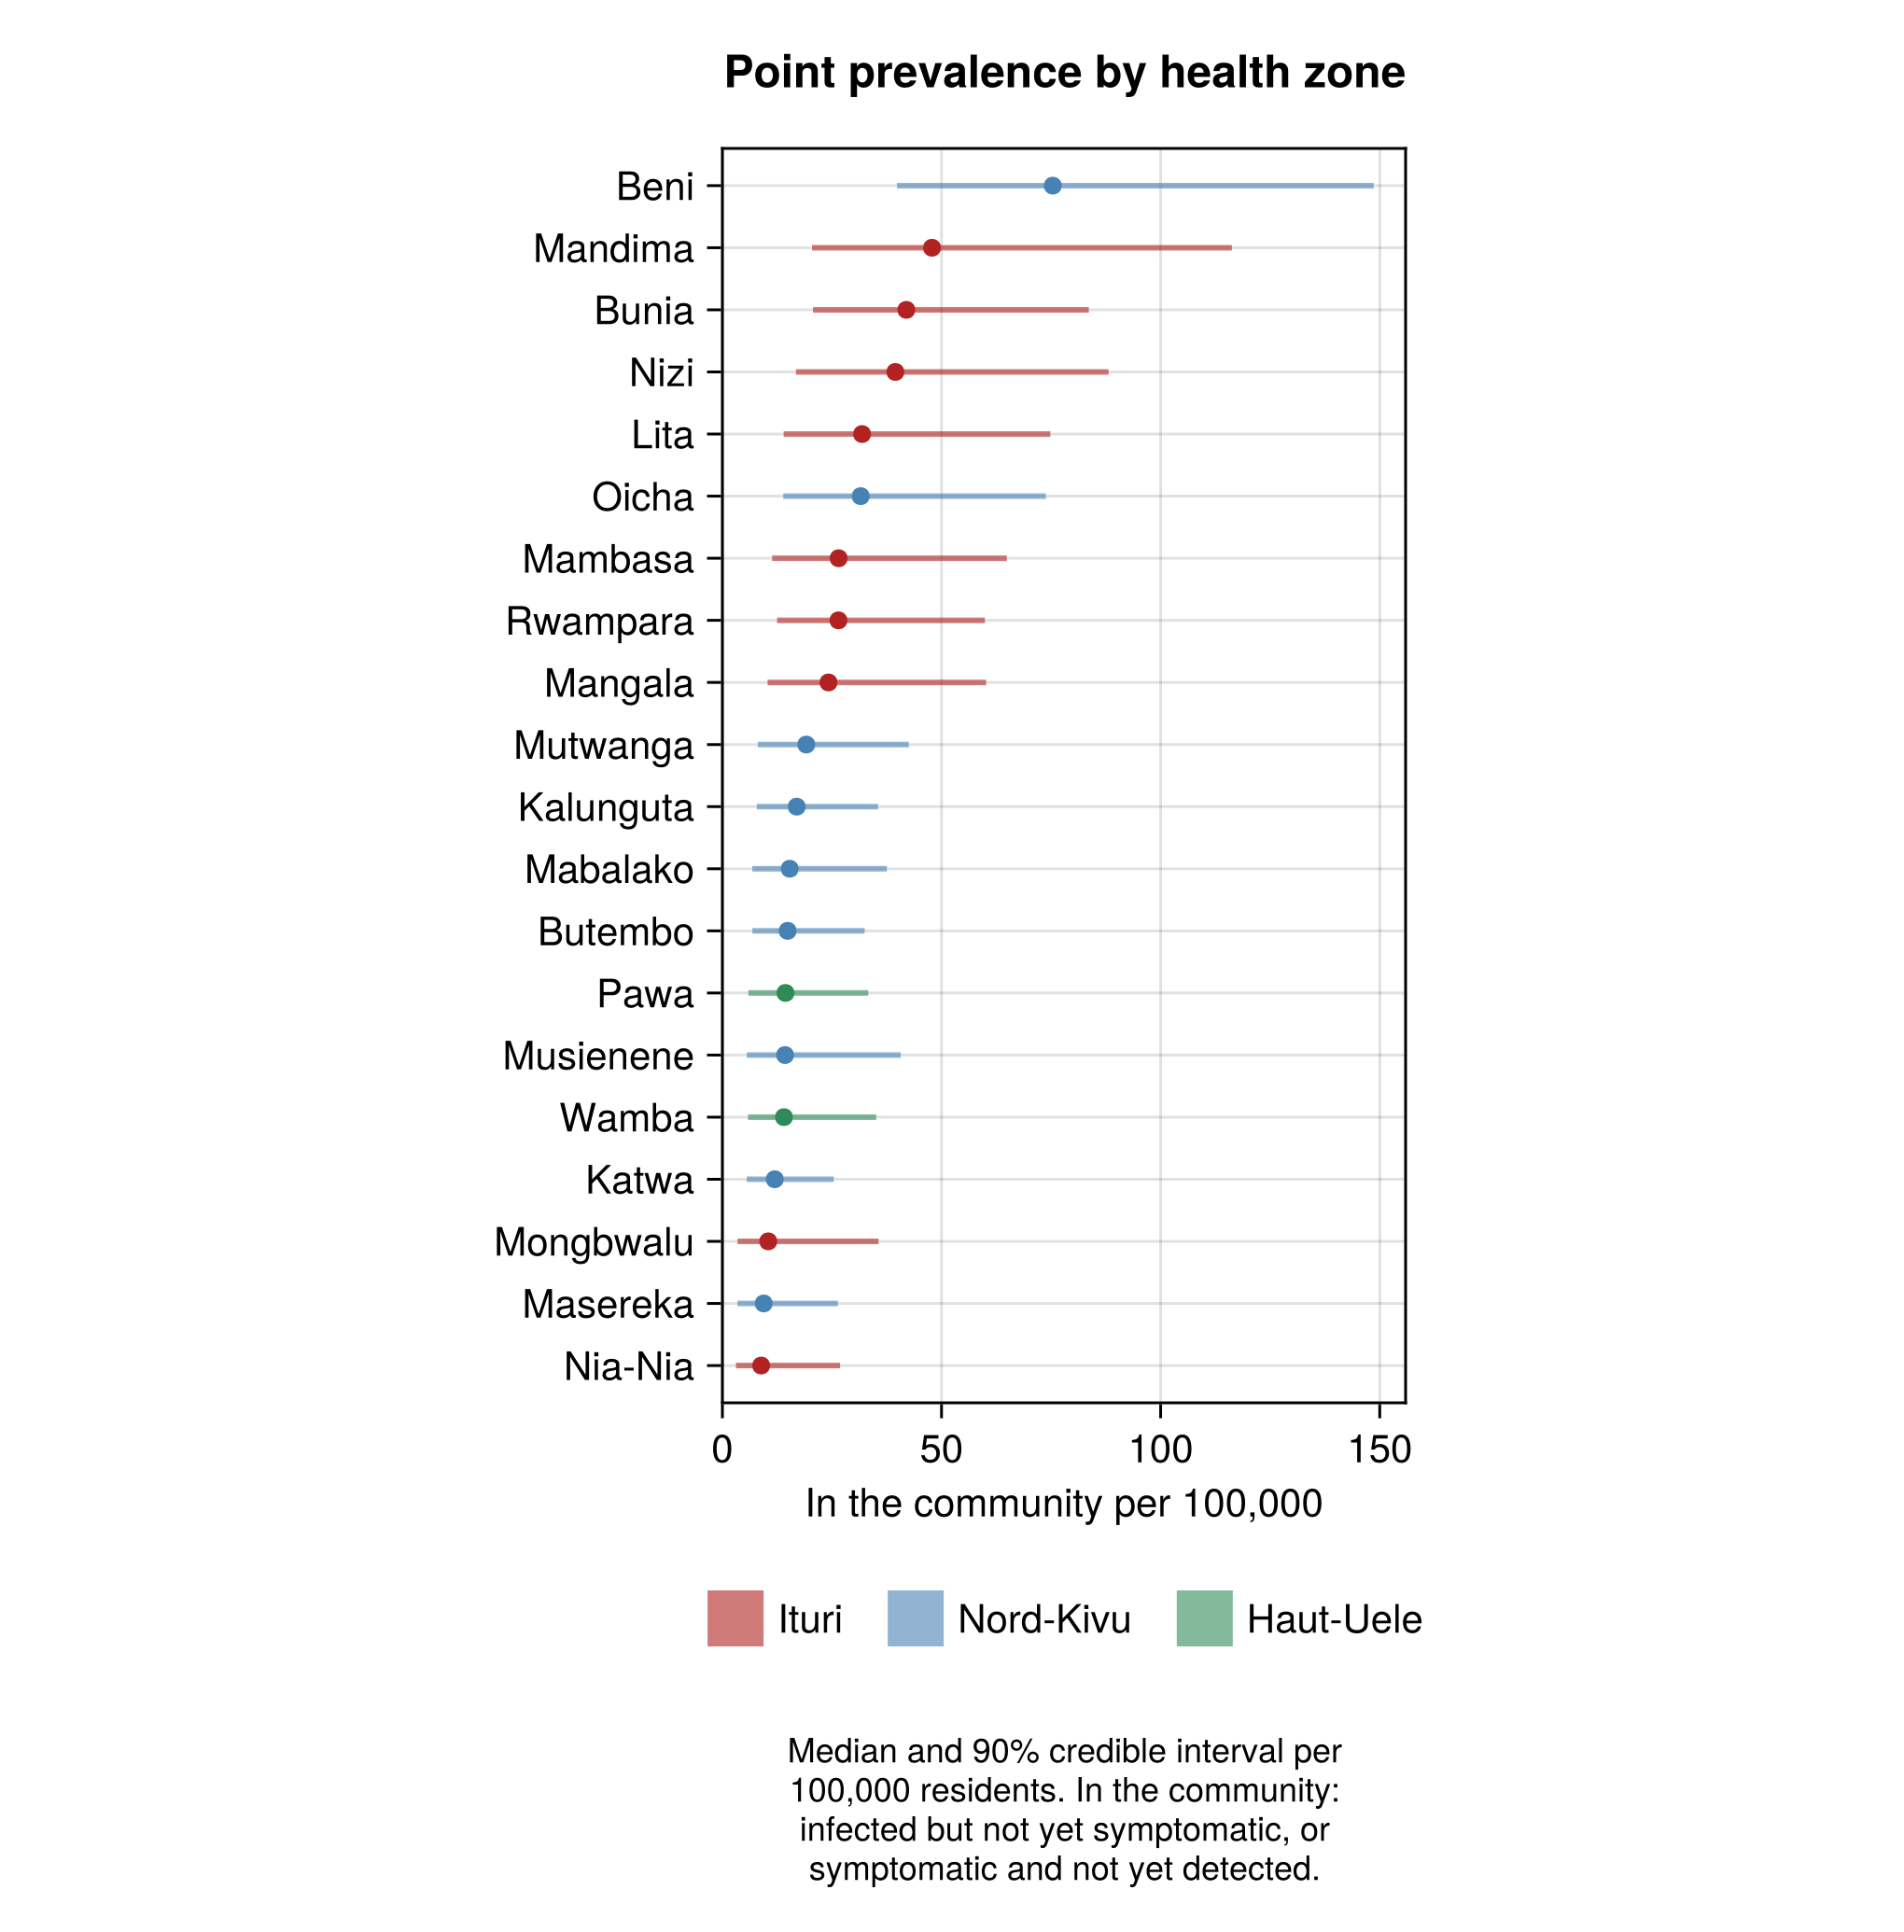 Point prevalence by health zone
Beni
Mandima
Bunia
Nizi
Lita
Oicha
Mambasa
Rwampara
Mangala
Mutwanga
Kalunguta
Mabalako
Butembo
Pawa
Musienene
Wamba
Katwa
Mongbwalu
Masereka
Nia-Nia
0 50 100 150
In the community per 100,000
Ituri Nord-Kivu Haut-Uele
Median and 90% credible interval per
100,000 residents. In the community:
infected but not yet symptomatic, or
symptomatic and not yet detected.